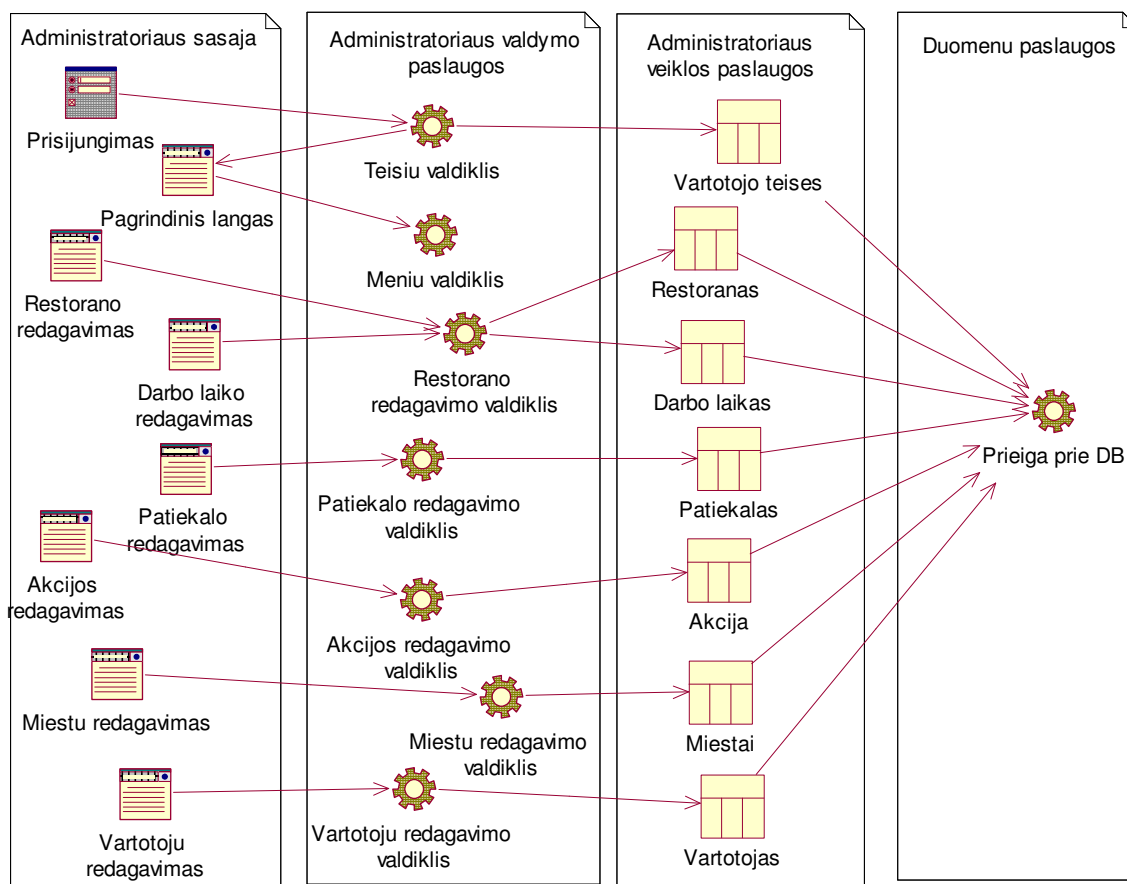 Administratoriaus sasaja
Prisijungimas
Pagrindinis langas
Restorano
redagavimas
Darbo laiko
redagavimas
Patiekalo
redagavimas
Akcijos
redagavimas
Miestu redagavimas
Vartotoju
redagavimas
Administratoriaus valdymo
paslaugos
Teisiu valdiklis
Meniu valdiklis
Restorano
redagavimo valdiklis
Patiekalo redagavimo
valdiklis
Akcijos redagavimo
valdiklis
Miestu redagavimo
valdiklis
Vartotoju redagavimo
valdiklis
Administratoriaus
veiklos paslaugos
Vartotojo teises
Restoranas
Darbo laikas
Patiekalas
Akcija
Miestai
Vartotojas
Duomenu paslaugos
Prieiga prie DB